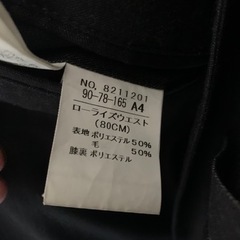 NO. 8211201
90-78-165 A4
ローライズウエスト
(80CM)
表地 ポリエステル50%
毛 50%
膝裏 ポリエステル